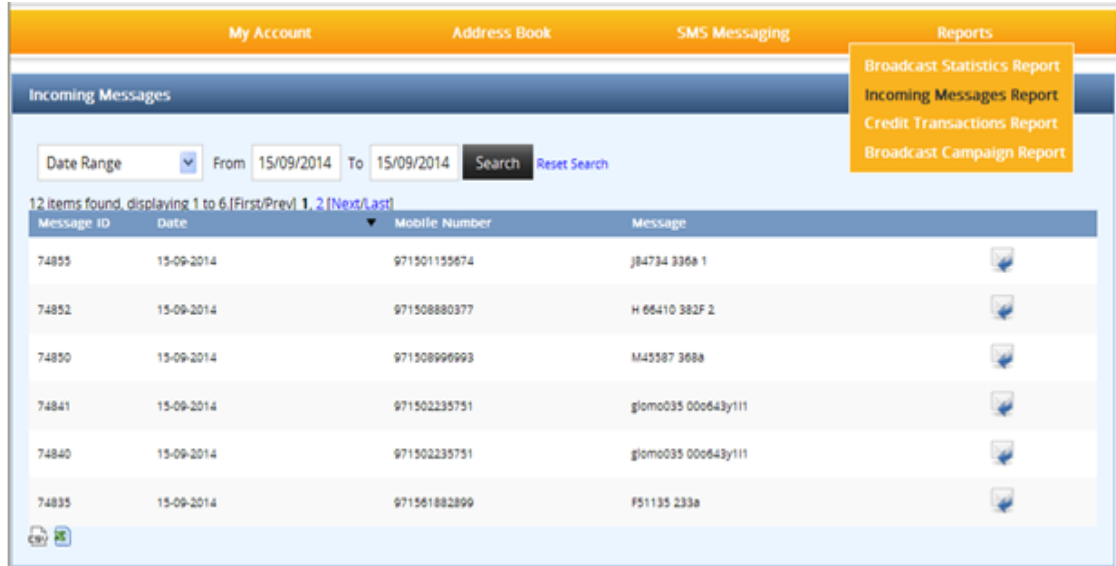 My Account Address Book SMS Messaging Reports
Broadcast Statistics Report
Incoming Messages Report
Credit Transactions Report
Broadcast Campaign Report
Incoming Messages
Date Range From 15/09/2014 To 15/09/2014 Search Reset Search
12 items found, displaying 1 to 6.[First/Prev] 1, 2 [Next/Last]
Message ID Date Mobile Number Message
74855 15-09-2014 971501155674 J84734 336a 1
74852 15-09-2014 971508880377 H 66410 382F 2
74850 15-09-2014 971508996993 M45587 368a
74841 15-09-2014 971502235751 glomo035 00o643y1l1
74840 15-09-2014 971502235751 glomo035 00o643y1l1
74835 15-09-2014 971561882899 F51135 233a
CSV